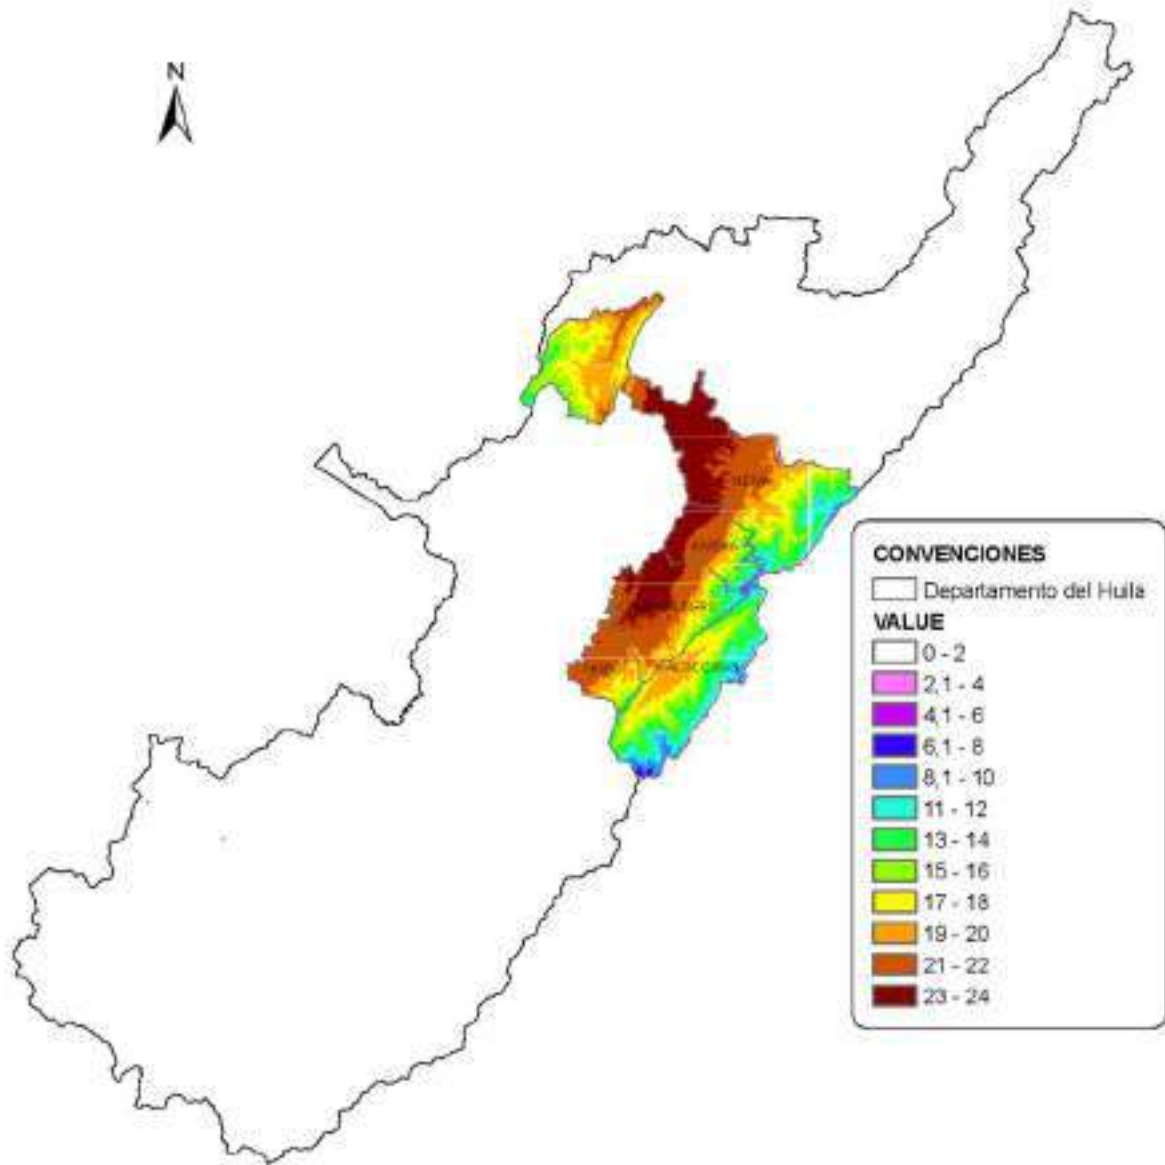 N
CONVENCIONES
Departamento del Huila
VALUE
0 - 2
2,1 - 4
4,1 - 6
6,1 - 8
8,1 - 10
11 - 12
13 - 14
15 - 16
17 - 18
19 - 20
21 - 22
23 - 24